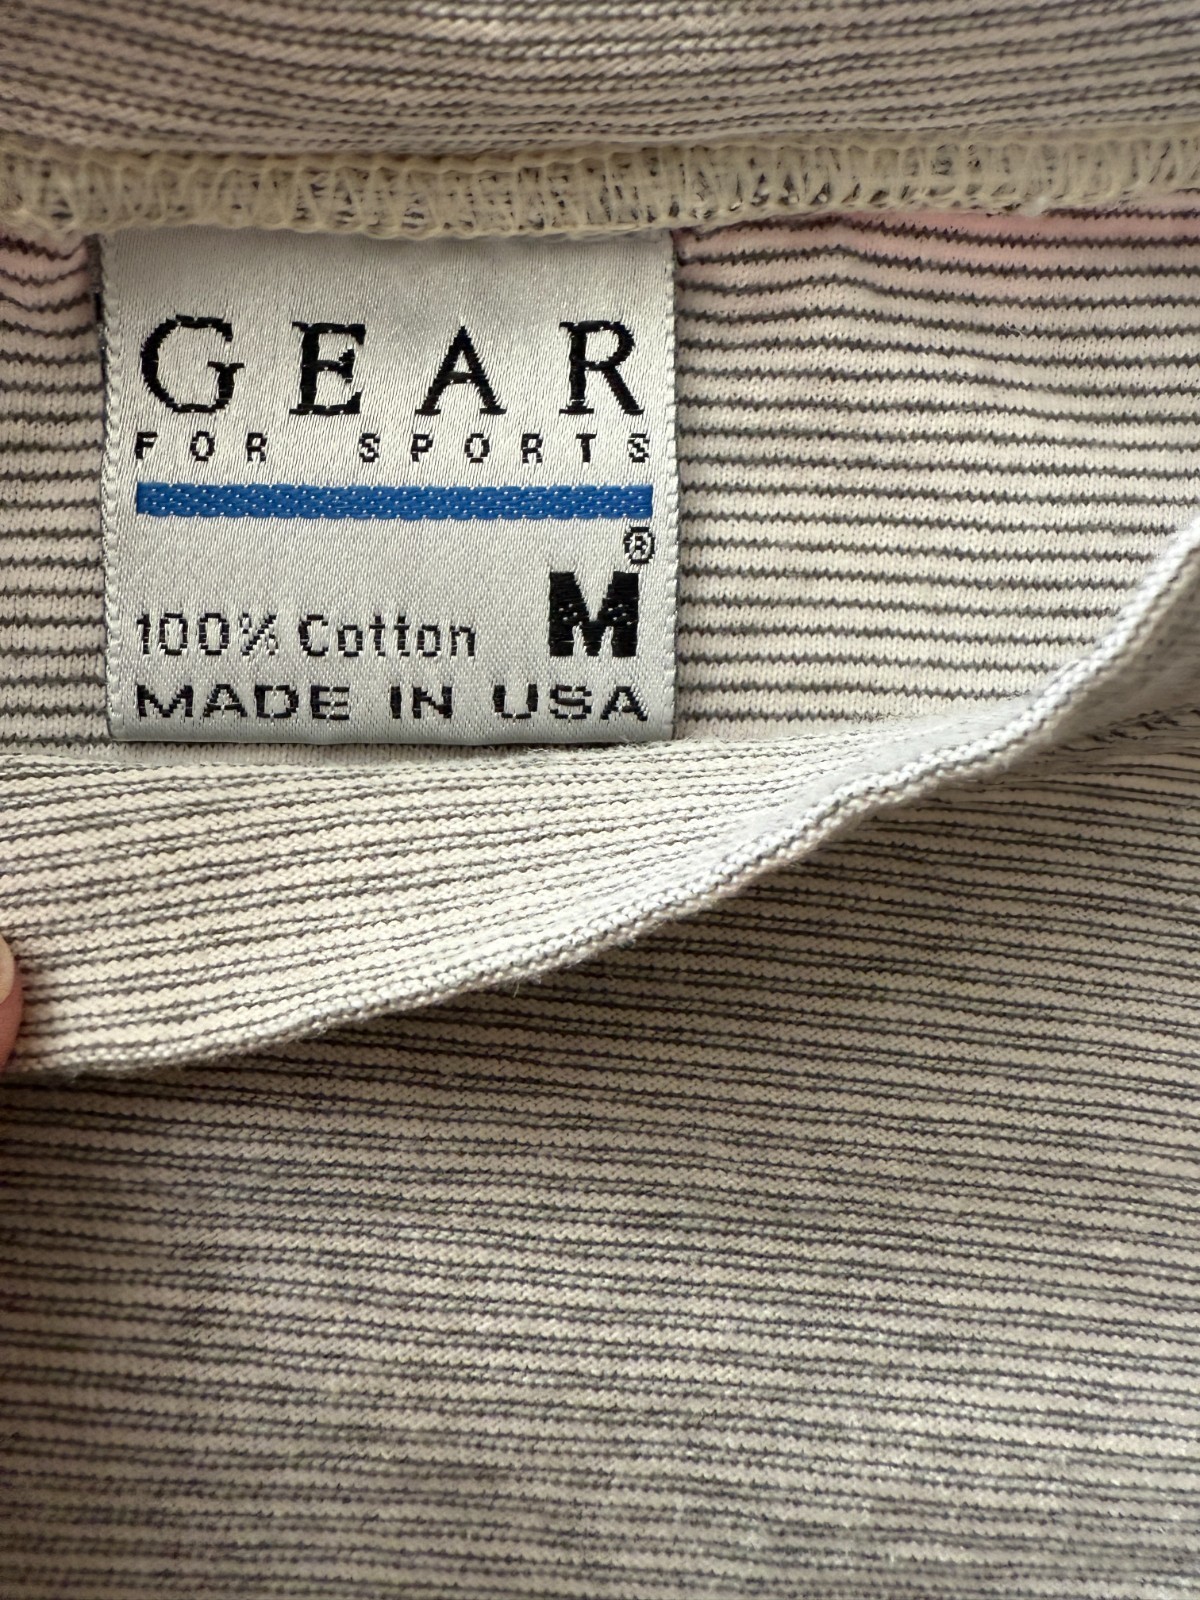 GEAR
FOR SPORTS
®
100% Cotton M
MADE IN USA